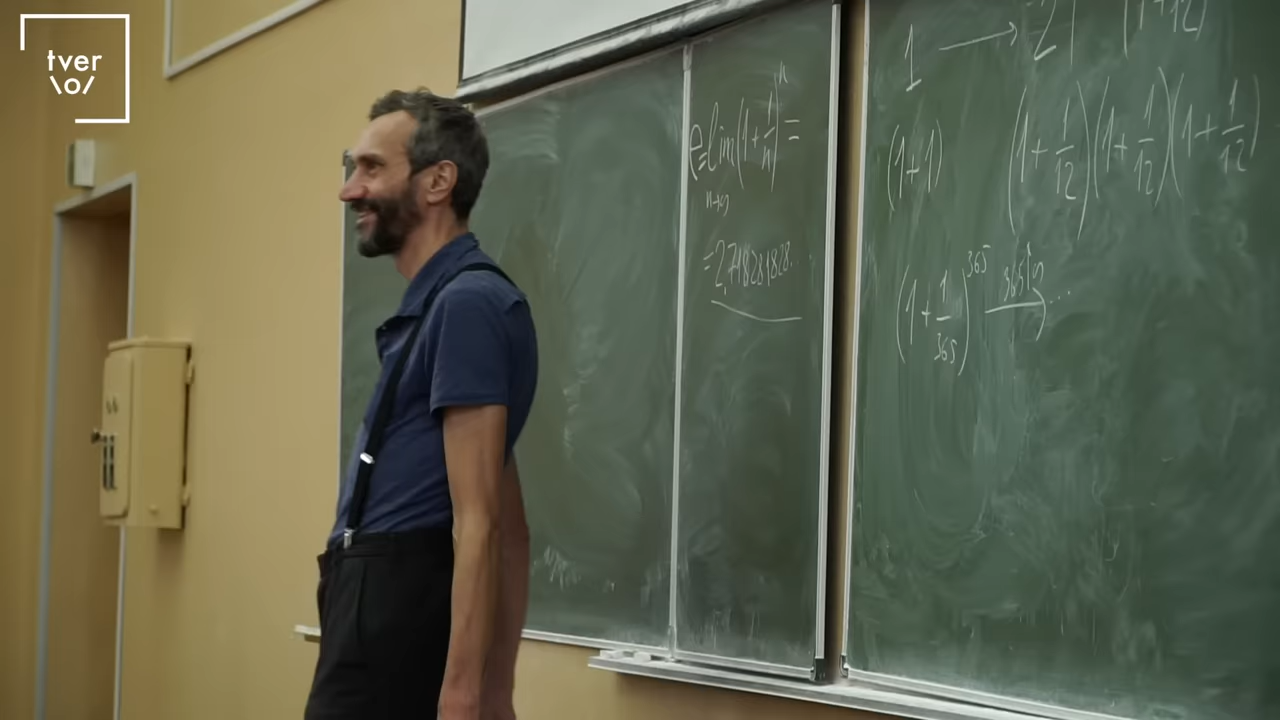 tver
\o/
e = lim (1 + 1/n)^n =
n→∞
= 2,718281828..
1 → 2
(1 + 1) (1 + 1/12)(1 + 1/12)(1 + 1/12)
(1 + 1/365)^365